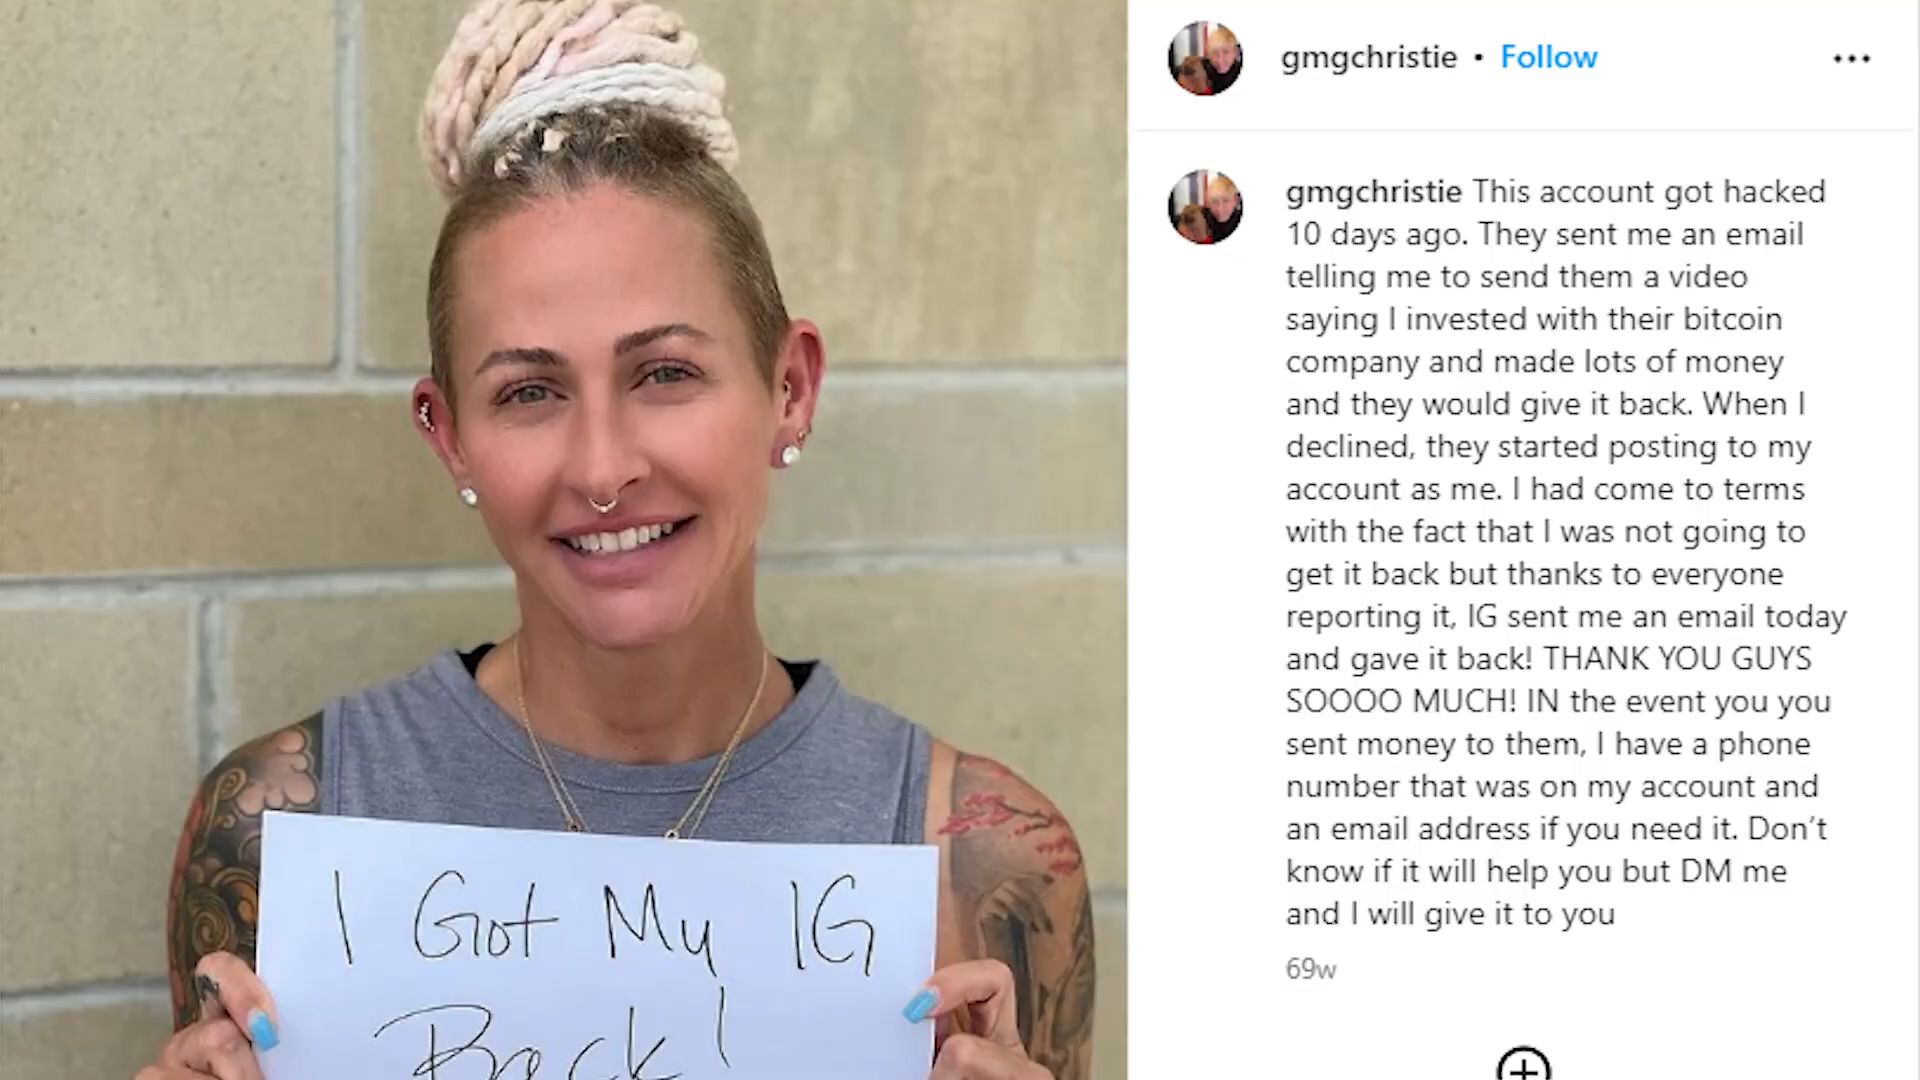 I Got My IG
Back!
gmgchristie • Follow
gmgchristie This account got hacked
10 days ago. They sent me an email
telling me to send them a video
saying I invested with their bitcoin
company and made lots of money
and they would give it back. When I
declined, they started posting to my
account as me. I had come to terms
with the fact that I was not going to
get it back but thanks to everyone
reporting it, IG sent me an email today
and gave it back! THANK YOU GUYS
SOOOO MUCH! IN the event you you
sent money to them, I have a phone
number that was on my account and
an email address if you need it. Don’t
know if it will help you but DM me
and I will give it to you
69w